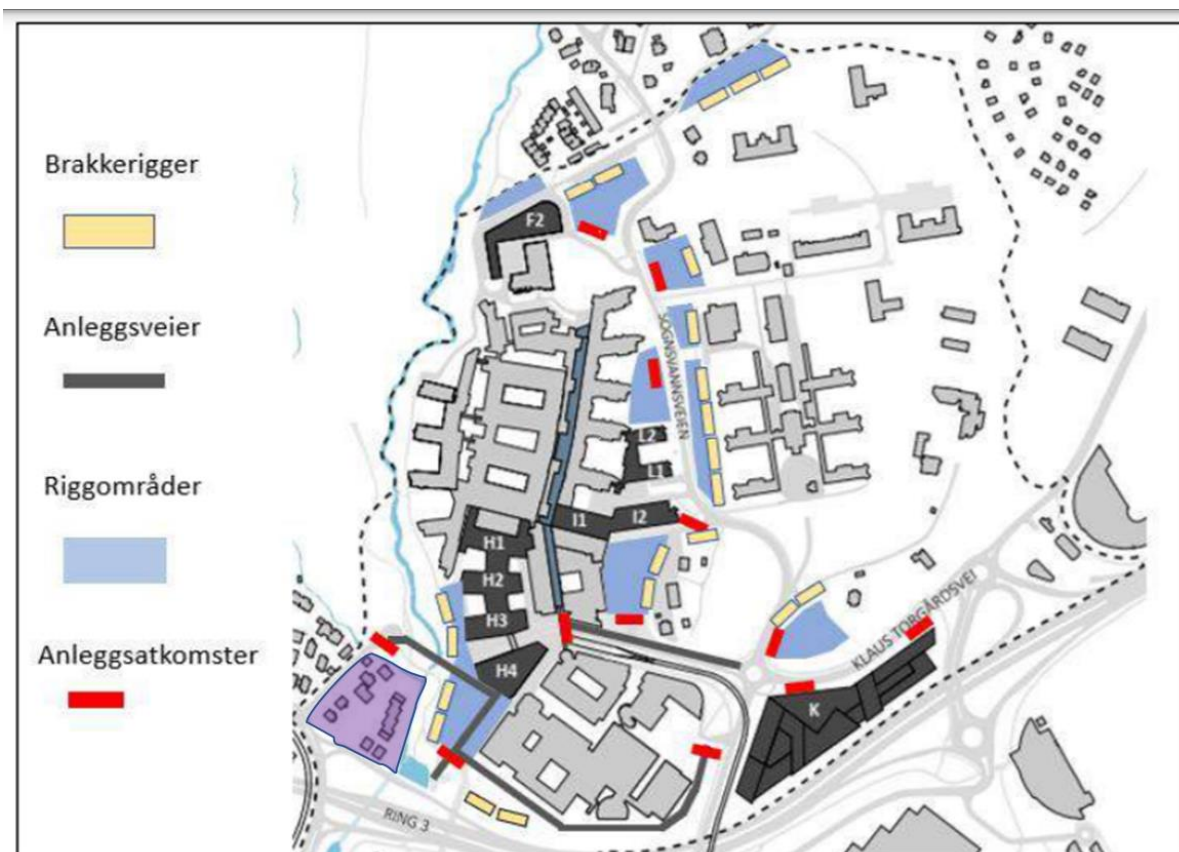 Brakkerigger
Anleggsveier
Riggområder
Anleggsatkomster
F2
SOGNSVANNSVEIEN
L2
L1
I1
I2
H1
H2
H3
H4
K
KLAUS TORGÅRDSVEI
RING 3